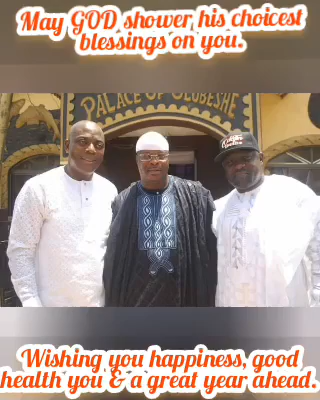 May GOD shower his choicest
blessings on you.
PALACE OF OLUBESHE
Wishing you happiness, good
health you & a great year ahead.